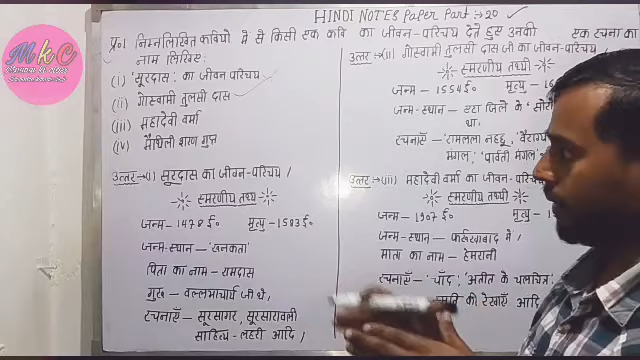 HINDI NOTES Paper Part:→20
प्र०1 निम्नलिखित कवियो मे से किसी एक कवि का जीवन-परिचय देते हुए उनकी एक रचना का
नाम लिखिए:
(i) 'सूरदास' का जीवन परिचय
(ii) गोस्वामी तुलसी दास
(iii) महादेवी वर्मा
(iv) मैथिली शरण गुप्त
उत्तर→(i) सूरदास का जीवन-परिचय।
स्मरणीय तथ्य
जन्म – 1478 ई० मृत्यु – 1583 ई०
जन्म-स्थान – 'रुनकता'
पिता का नाम – रामदास
गुरु – वल्लभाचार्य जी थे,
रचनाएँ – सूरसागर, सूरसारावली
साहित्य-लहरी आदि।
उत्तर→(ii) गोस्वामी तुलसी दास जी का जीवन-परिचय।
स्मरणीय तथ्यी
जन्म – 1554 ई० मृत्यु –
जन्म-स्थान – एटा जिले के 'सोरों
था.
रचनाएँ – 'रामलला नहछू, 'वैराग्य
मंगल,' 'पार्वती मंगल'
उत्तर→(iii) महादेवी वर्मा का जीवन-परिचय
स्मरणीय तथ्यी
जन्म – 1907 ई० मृत्यु –
जन्म-स्थान – फर्रुखाबाद में।
माता का नाम – हेमरानी
रचनाएँ – 'चाँद', 'अतीत के चलचित्र'
की रेखाएँ आदि
MKC